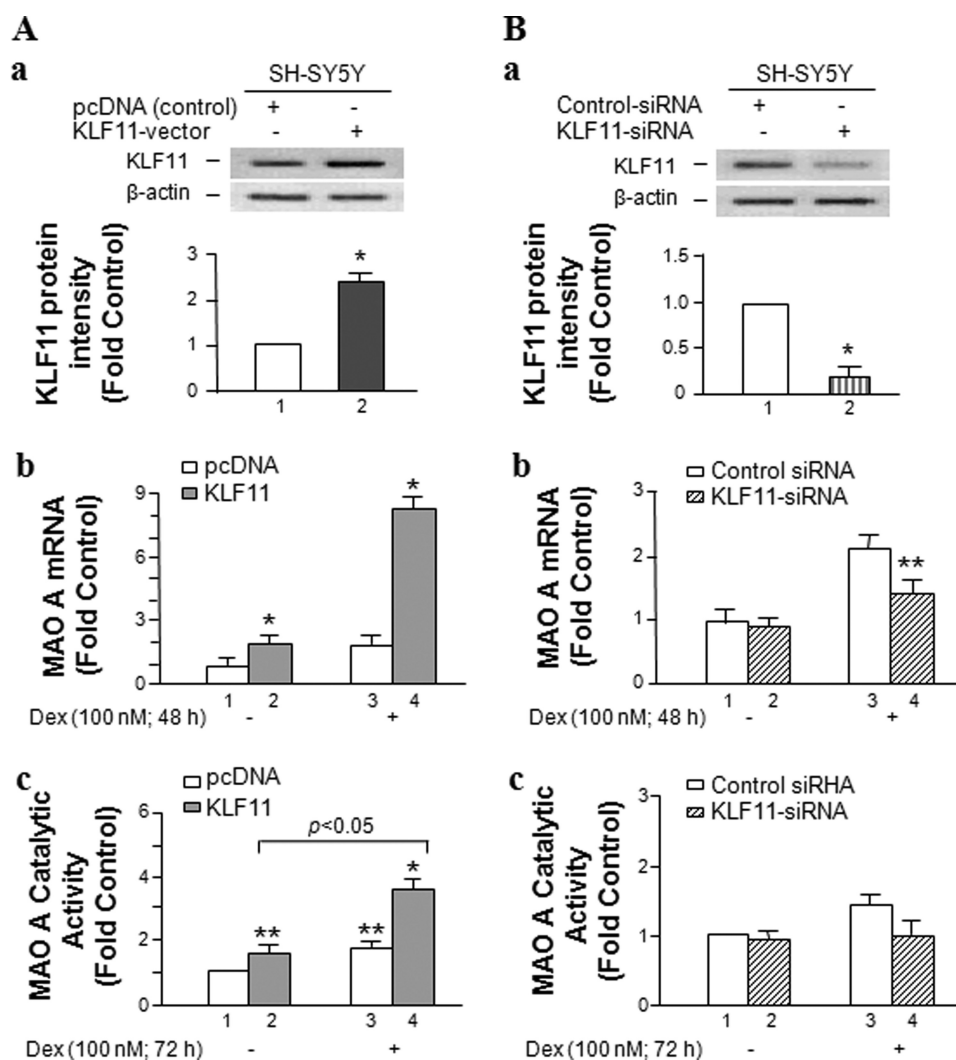 A
a
SH-SY5Y
pcDNA (control) + -
KLF11-vector - +
KLF11 –
β-actin –
KLF11 protein
intensity
(Fold Control)
3
2
1
0
*
1 2
b
pcDNA
KLF11
MAO A mRNA
(Fold Control)
9
6
3
0
*
*
1 2 3 4
Dex (100 nM; 48 h) - +
c
pcDNA
KLF11
MAO A Catalytic
Activity
(Fold Control)
6
4
2
0
p<0.05
**
**
*
1 2 3 4
Dex (100 nM; 72 h) - +
B
a
SH-SY5Y
Control-siRNA + -
KLF11-siRNA - +
KLF11 –
β-actin –
KLF11 protein
intensity
(Fold Control)
1.5
1.0
0.5
0
*
1 2
b
Control siRNA
KLF11-siRNA
MAO A mRNA
(Fold Control)
3
2
1
0
**
1 2 3 4
Dex (100 nM; 48 h) - +
c
Control siRHA
KLF11-siRNA
MAO A Catalytic
Activity
(Fold Control)
3
2
1
0
1 2 3 4
Dex (100 nM; 72 h) - +